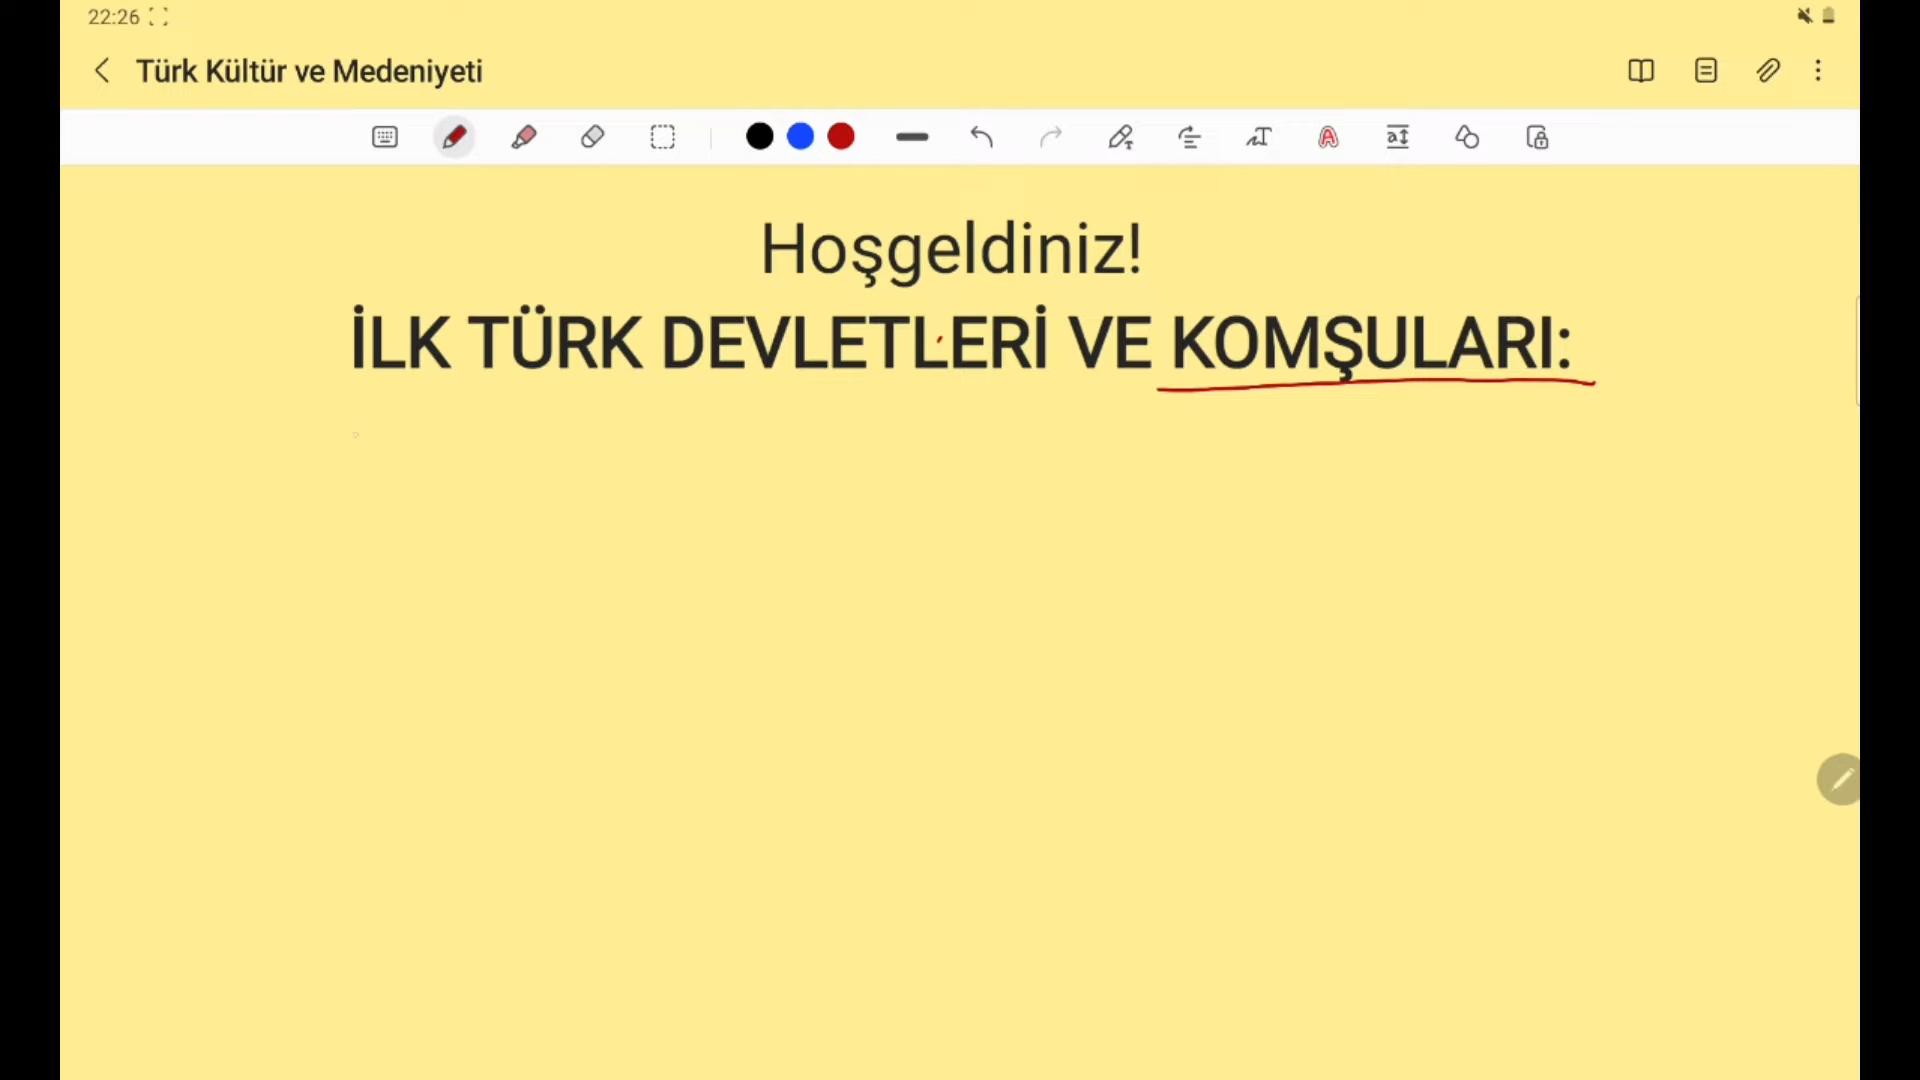 22:26
Türk Kültür ve Medeniyeti
Hoşgeldiniz!
İLK TÜRK DEVLETLERİ VE KOMŞULARI: